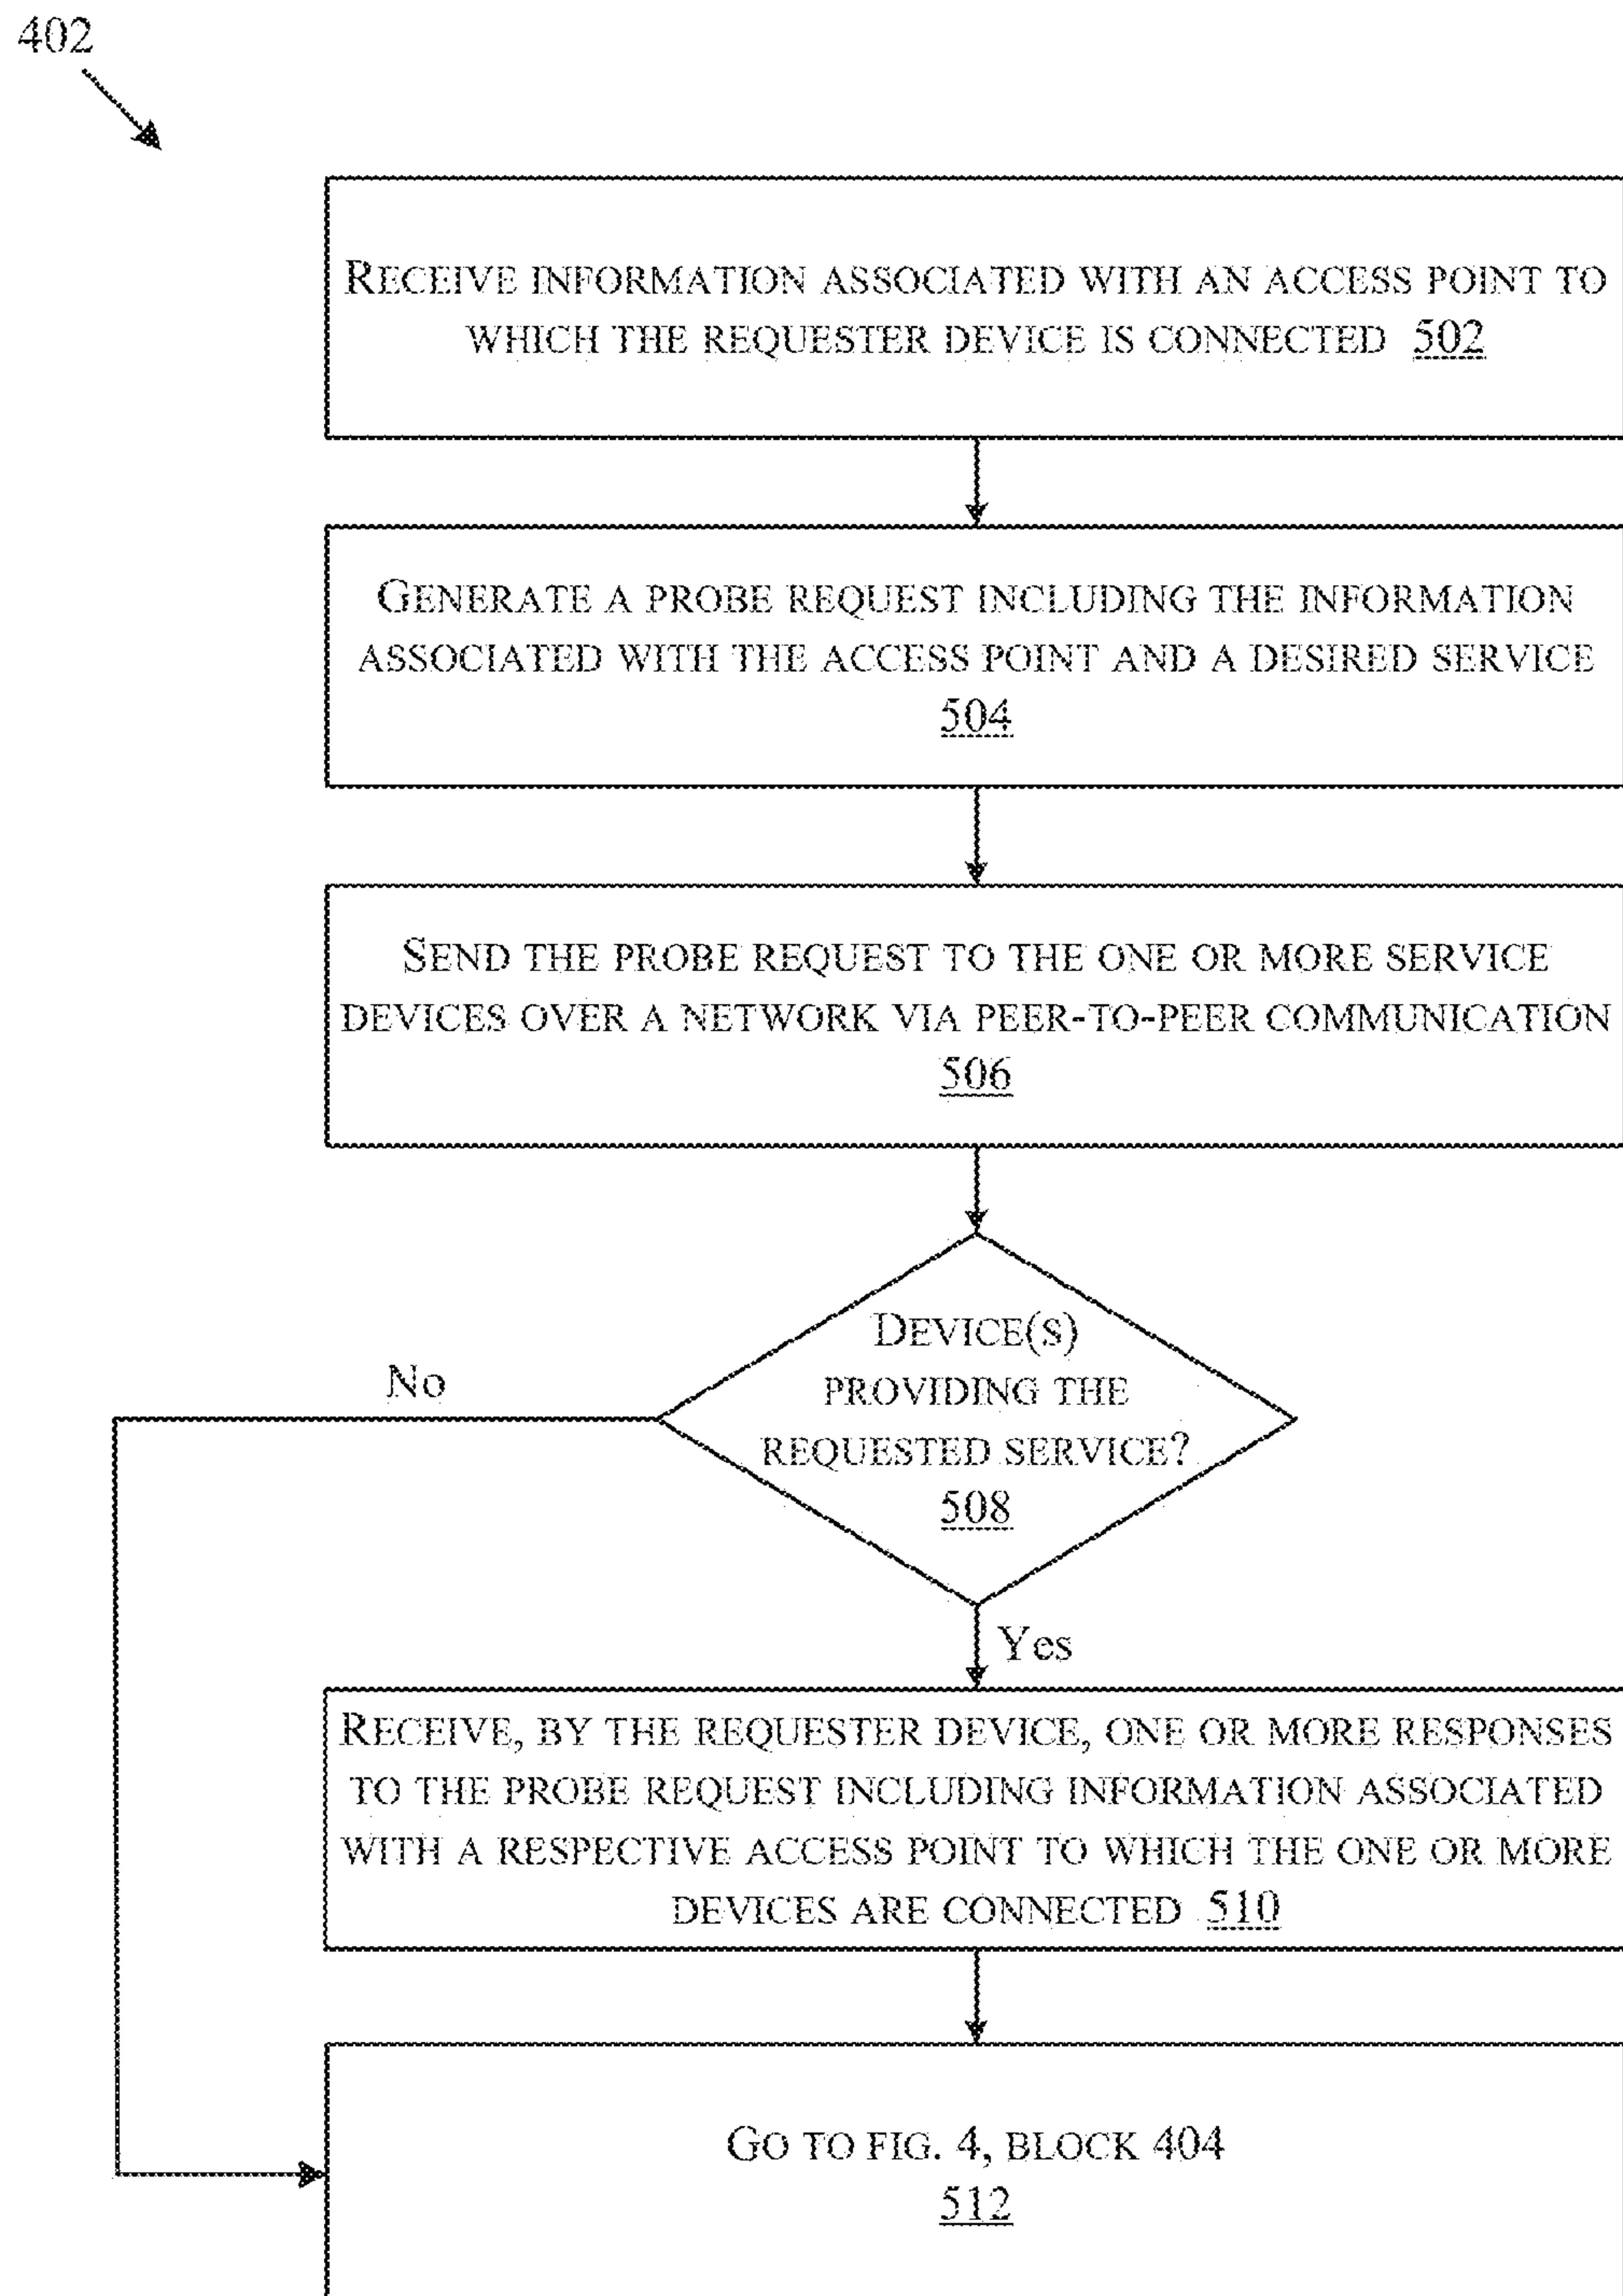 402
RECEIVE INFORMATION ASSOCIATED WITH AN ACCESS POINT TO
WHICH THE REQUESTER DEVICE IS CONNECTED 502
GENERATE A PROBE REQUEST INCLUDING THE INFORMATION
ASSOCIATED WITH THE ACCESS POINT AND A DESIRED SERVICE
504
SEND THE PROBE REQUEST TO THE ONE OR MORE SERVICE
DEVICES OVER A NETWORK VIA PEER-TO-PEER COMMUNICATION
506
DEVICE(S)
PROVIDING THE
REQUESTED SERVICE?
508
No
Yes
RECEIVE, BY THE REQUESTER DEVICE, ONE OR MORE RESPONSES
TO THE PROBE REQUEST INCLUDING INFORMATION ASSOCIATED
WITH A RESPECTIVE ACCESS POINT TO WHICH THE ONE OR MORE
DEVICES ARE CONNECTED 510
GO TO FIG. 4, BLOCK 404
512